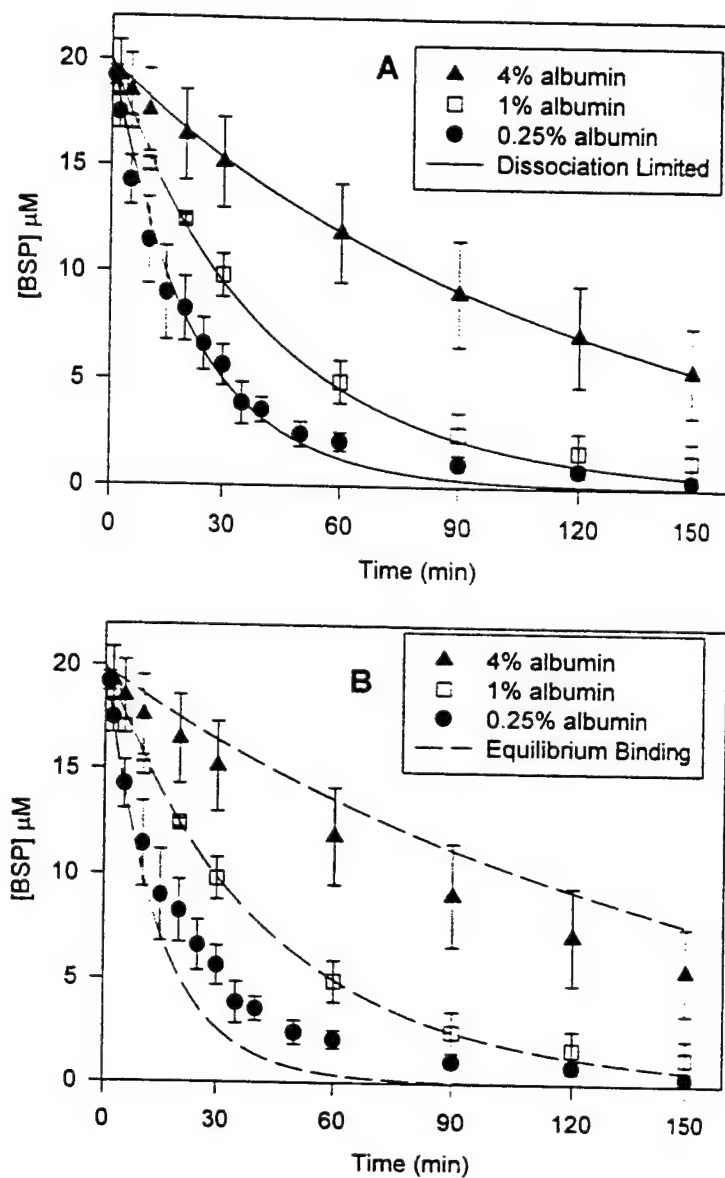 A
4% albumin
1% albumin
0.25% albumin
Dissociation Limited
20
15
10
5
0
[BSP] μM
0 30 60 90 120 150
Time (min)
B
4% albumin
1% albumin
0.25% albumin
Equilibrium Binding
20
15
10
5
0
[BSP] μM
0 30 60 90 120 150
Time (min)